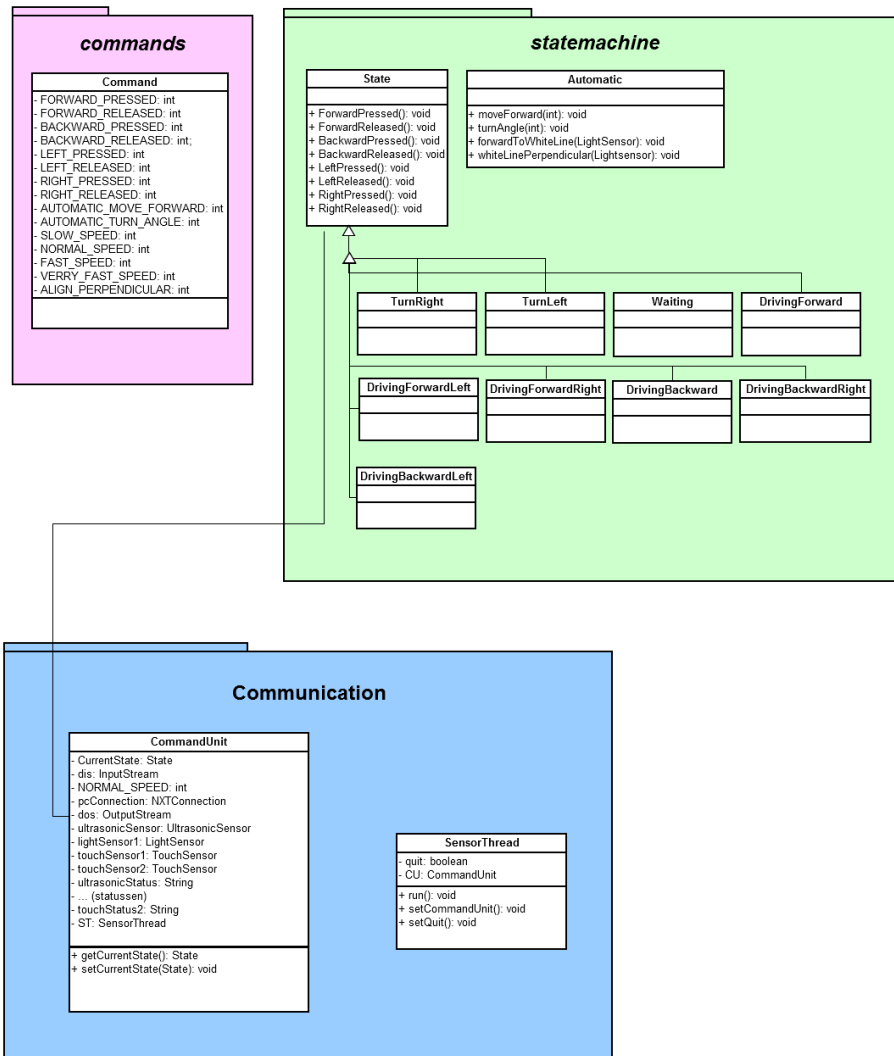 commands
Command
- FORWARD_PRESSED: int
- FORWARD_RELEASED: int
- BACKWARD_PRESSED: int
- BACKWARD_RELEASED: int;
- LEFT_PRESSED: int
- LEFT_RELEASED: int
- RIGHT_PRESSED: int
- RIGHT_RELEASED: int
- AUTOMATIC_MOVE_FORWARD: int
- AUTOMATIC_TURN_ANGLE: int
- SLOW_SPEED: int
- NORMAL_SPEED: int
- FAST_SPEED: int
- VERRY_FAST_SPEED: int
- ALIGN_PERPENDICULAR: int
statemachine
State
+ ForwardPressed(): void
+ ForwardReleased(): void
+ BackwardPressed(): void
+ BackwardReleased(): void
+ LeftPressed(): void
+ LeftReleased(): void
+ RightPressed(): void
+ RightReleased(): void
Automatic
+ moveForward(int): void
+ turnAngle(int): void
+ forwardToWhiteLine(LightSensor): void
+ whiteLinePerpendicular(Lightsensor): void
TurnRight
TurnLeft
Waiting
DrivingForward
DrivingForwardLeft
DrivingForwardRight
DrivingBackward
DrivingBackwardRight
DrivingBackwardLeft
Communication
CommandUnit
- CurrentState: State
- dis: InputStream
- NORMAL_SPEED: int
- pcConnection: NXTConnection
- dos: OutputStream
- ultrasonicSensor: UltrasonicSensor
- lightSensor1: LightSensor
- touchSensor1: TouchSensor
- touchSensor2: TouchSensor
- ultrasonicStatus: String
- ... (statussen)
- touchStatus2: String
- ST: SensorThread
+ getCurrentState(): State
+ setCurrentState(State): void
SensorThread
- quit: boolean
- CU: CommandUnit
+ run(): void
+ setCommandUnit(): void
+ setQuit(): void